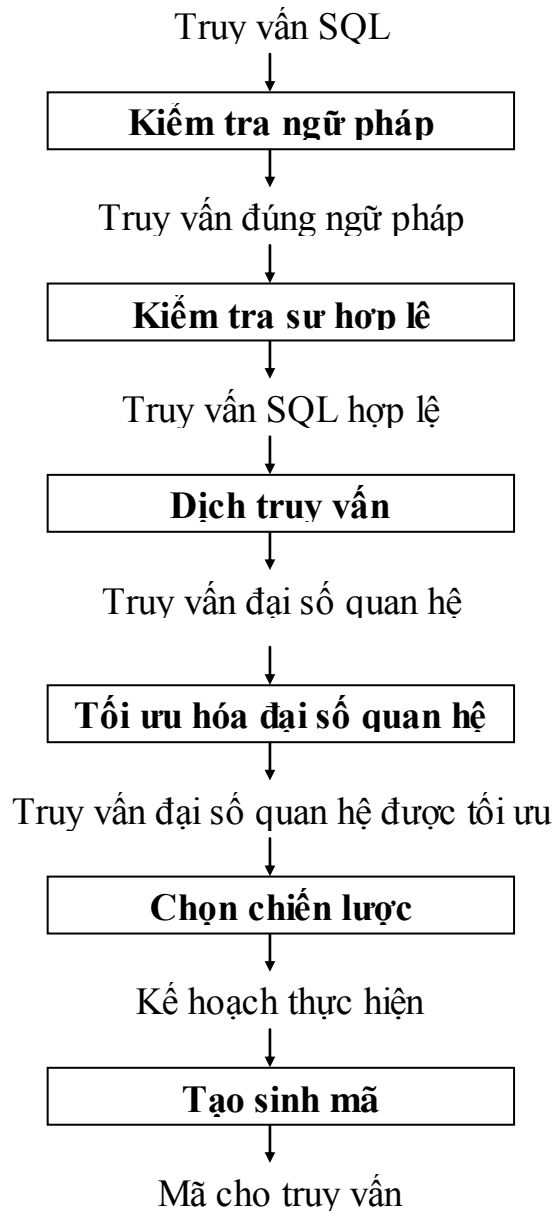 Truy vấn SQL
Kiểm tra ngữ pháp
Truy vấn đúng ngữ pháp
Kiểm tra sự hợp lệ
Truy vấn SQL hợp lệ
Dịch truy vấn
Truy vấn đại số quan hệ
Tối ưu hóa đại số quan hệ
Truy vấn đại số quan hệ được tối ưu
Chọn chiến lược
Kế hoạch thực hiện
Tạo sinh mã
Mã cho truy vấn